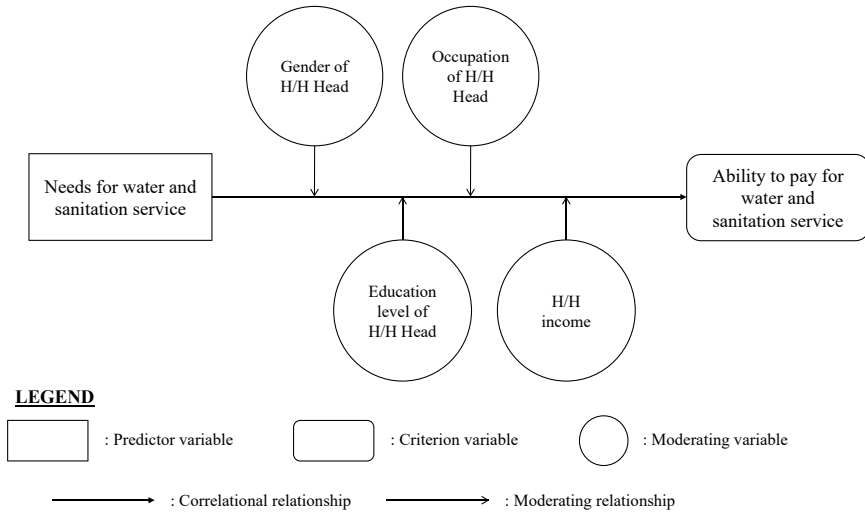 Gender of
H/H Head
Occupation
of H/H
Head
Needs for water and
sanitation service
Ability to pay for
water and
sanitation service
Education
level of
H/H Head
H/H
income
LEGEND
: Predictor variable
: Criterion variable
: Moderating variable
: Correlational relationship
: Moderating relationship